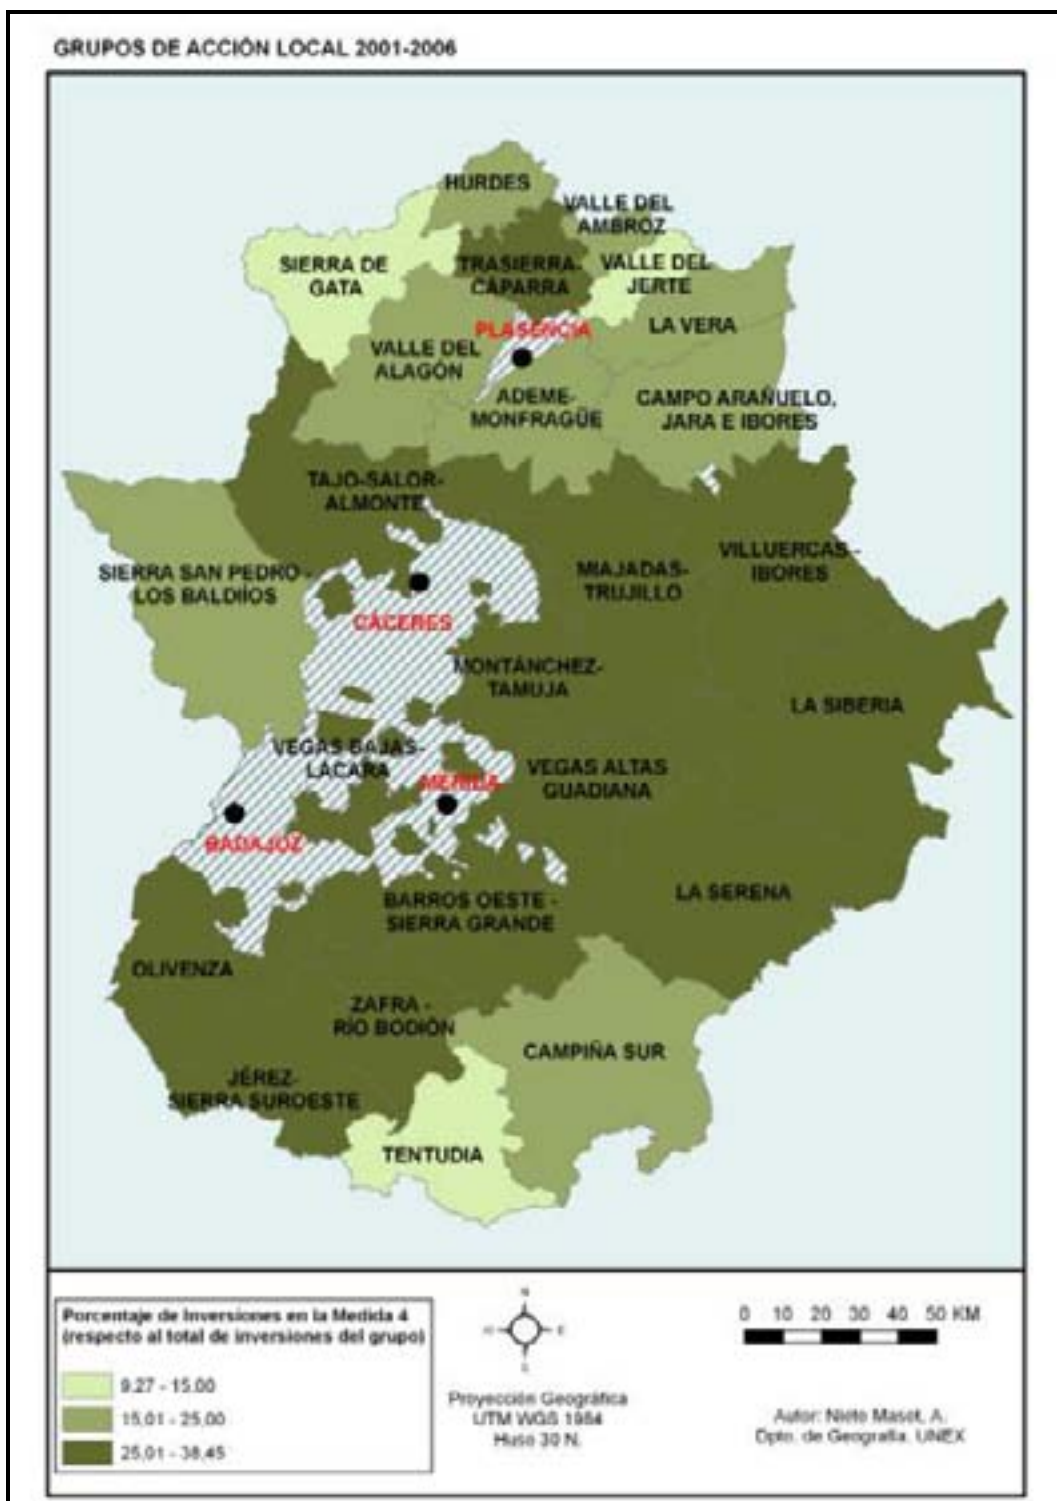 GRUPOS DE ACCIÓN LOCAL 2001-2006
HURDES
VALLE DEL
AMBROZ
SIERRA DE
GATA
TRASIERRA-
CÁPARRA
VALLE DEL
JERTE
PLASENCIA
LA VERA
VALLE DEL
ALAGÓN
ADEME-
MONFRAGÜE
CAMPO ARAÑUELO,
JARA E IBORES
TAJO-SALOR-
ALMONTE
SIERRA SAN PEDRO -
LOS BALDÍIOS
MIAJADAS-
TRUJILLO
VILLUERCAS -
IBORES
CÁCERES
MONTÁNCHEZ-
TAMUJA
LA SIBERIA
VEGAS BAJAS-
LÁCARA
MERIDA
VEGAS ALTAS
GUADIANA
BADAJOZ
BARROS OESTE -
SIERRA GRANDE
LA SERENA
OLIVENZA
ZAFRA -
RÍO BODIÓN
CAMPIÑA SUR
JÉREZ-
SIERRA SUROESTE
TENTUDIA
Porcentaje de Inversiones en la Medida 4
(respecto al total de inversiones del grupo)
9.27 - 15.00
15,01 - 25,00
25,01 - 38,45
N
E
S
Proyección Geográfica
UTM WGS 1984
Huso 30 N.
0 10 20 30 40 50 KM
Autor: Nieto Masot, A.
Dpto. de Geografía. UNEX